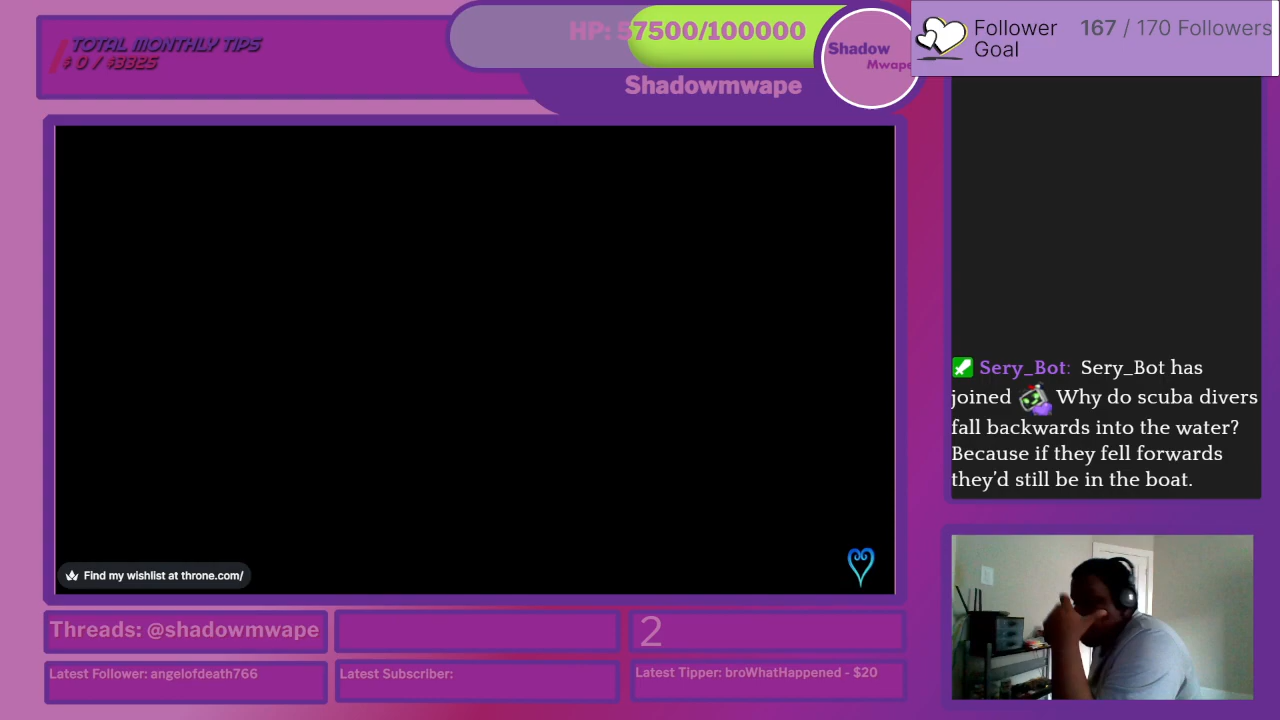 TOTAL MONTHLY TIPS
$ 0 / $3325
HP: 57500/100000
Shadowmwape
Shadow
Mwape
Follower
Goal
167 / 170 Followers
Sery_Bot: Sery_Bot has
joined Why do scuba divers
fall backwards into the water?
Because if they fell forwards
they'd still be in the boat.
Find my wishlist at throne.com/
Threads: @shadowmwape
2
Latest Follower: angelofdeath766
Latest Subscriber:
Latest Tipper: broWhatHappened - $20